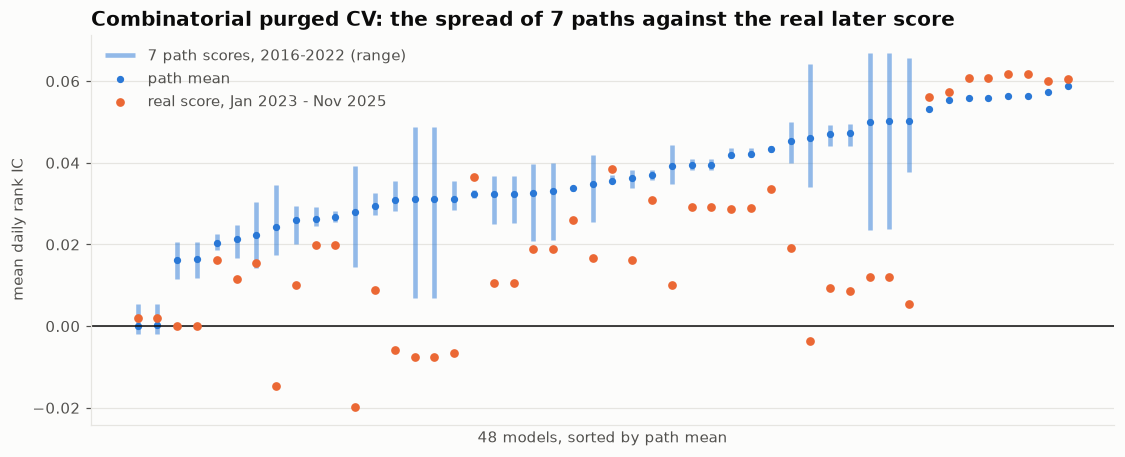 Combinatorial purged CV: the spread of 7 paths against the real later score
7 path scores, 2016-2022 (range)
path mean
real score, Jan 2023 - Nov 2025
mean daily rank IC
0.06
0.04
0.02
0.00
−0.02
48 models, sorted by path mean